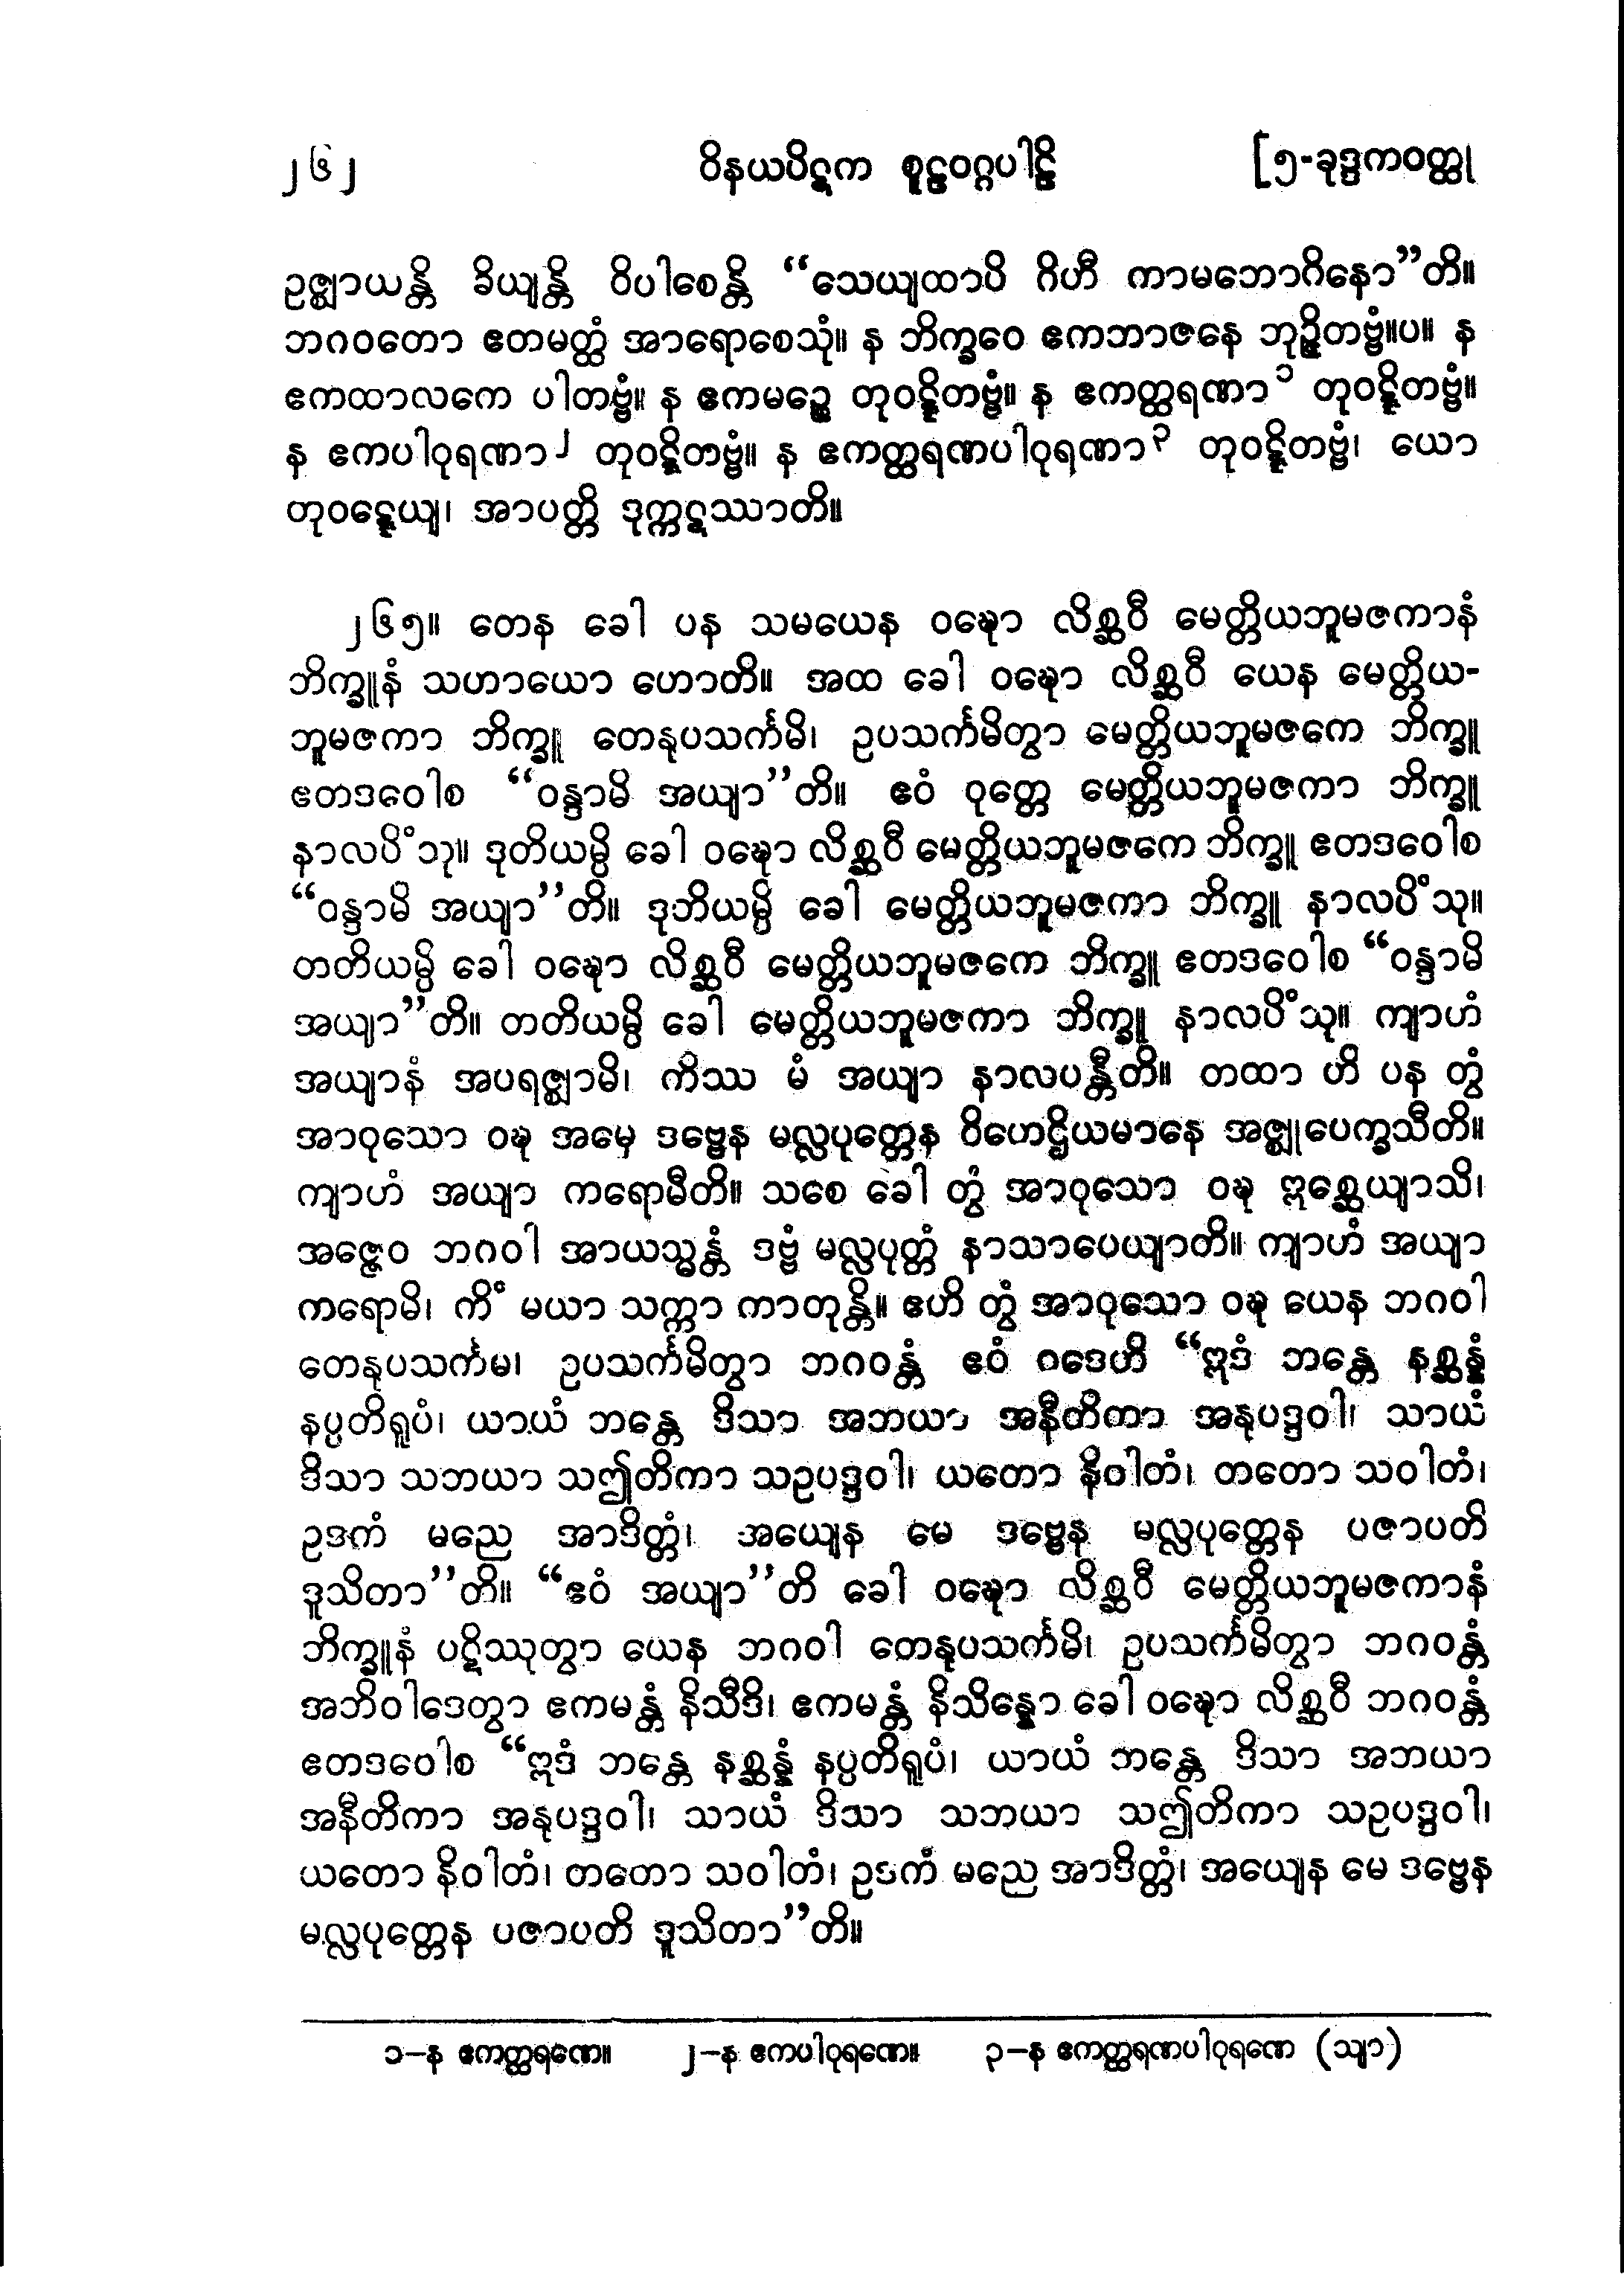 ၂၆၂ ဝိနယပိဋက စူဠဝဂ္ဂပါဠိ [၅-ခုဒ္ဒကဝတ္ထု
ဥဇ္ဈာယန္တိ ခိယျန္တိ ဝိပါစေန္တိ “သေယျထာပိ ဂိဟီ ကာမဘောဂိနော”တိ။
ဘဂဝတော ဧတမတ္ထံ အာရောစေသုံ။ န ဘိက္ခဝေ ဧကဘာဇနေ ဘုဉ္ဇိတဗ္ဗံ။ပ။ န
ဧကထာလကေ ပါတဗ္ဗံ။ န ဧကမဉ္စေ တုဝဋ္ဋိတဗ္ဗံ။ န ဧကတ္ထရဏာ၁ တုဝဋ္ဋိတဗ္ဗံ။
န ဧကပါဝုရဏာ၂ တုဝဋ္ဋိတဗ္ဗံ။ န ဧကတ္ထရဏပါဝုရဏာ၃ တုဝဋ္ဋိတဗ္ဗံ၊ ယော
တုဝဋ္ဋေယျ၊ အာပတ္တိ ဒုက္ကဋဿာတိ။
၂၆၅။ တေန ခေါ ပန သမယေန ဝဍ္ဎော လိစ္ဆဝီ မေတ္တိယဘူမဇကာနံ
ဘိက္ခူနံ သဟာယော ဟောတိ။ အထ ခေါ ဝဍ္ဎော လိစ္ဆဝီ ယေန မေတ္တိယ-
ဘူမဇကာ ဘိက္ခူ တေနုပသင်္ကမိ၊ ဥပသင်္ကမိတွာ မေတ္တိယဘူမဇကေ ဘိက္ခူ
ဧတဒဝေါစ “ဝန္ဒာမိ အယျာ”တိ။ ဧဝံ ဝုတ္တေ မေတ္တိယဘူမဇကာ ဘိက္ခူ
နာလပိံသု။ ဒုတိယမ္ပိ ခေါ ဝဍ္ဎော လိစ္ဆဝီ မေတ္တိယဘူမဇကေ ဘိက္ခူ ဧတဒဝေါစ
“ဝန္ဒာမိ အယျာ”တိ။ ဒုတိယမ္ပိ ခေါ မေတ္တိယဘူမဇကာ ဘိက္ခူ နာလပိံသု။
တတိယမ္ပိ ခေါ ဝဍ္ဎော လိစ္ဆဝီ မေတ္တိယဘူမဇကေ ဘိက္ခူ ဧတဒဝေါစ “ဝန္ဒာမိ
အယျာ”တိ။ တတိယမ္ပိ ခေါ မေတ္တိယဘူမဇကာ ဘိက္ခူ နာလပိံသု။ ကျာဟံ
အယျာနံ အပရဇ္ဈာမိ၊ ကိဿ မံ အယျာ နာလပန္တီတိ။ တထာ ဟိ ပန တွံ
အာဝုသော ဝဍ္ဎ အမှေ ဒဗ္ဗေန မလ္လပုတ္တေန ဝိဟေဌိယမာနေ အဇ္ဈုပေက္ခသီတိ။
ကျာဟံ အယျာ ကရောမီတိ။ သစေ ခေါ တွံ အာဝုသော ဝဍ္ဎ ဣစ္ဆေယျာသိ၊
အဇ္ဇေဝ ဘဂဝါ အာယသ္မန္တံ ဒဗ္ဗံ မလ္လပုတ္တံ နာသာပေယျာတိ။ ကျာဟံ အယျာ
ကရောမိ၊ ကိံ မယာ သက္ကာ ကာတုန္တိ။ ဧဟိ တွံ အာဝုသော ဝဍ္ဎ ယေန ဘဂဝါ
တေနုပသင်္ကမ၊ ဥပသင်္ကမိတွာ ဘဂဝန္တံ ဧဝံ ဝဒေဟိ “ဣဒံ ဘန္တေ နစ္ဆန္နံ
နပ္ပတိရူပံ၊ ယာယံ ဘန္တေ ဒိသာ အဘယာ အနီတိကာ အနုပဒ္ဒဝါ၊ သာယံ
ဒိသာ သဘယာ သဤတိကာ သဥပဒ္ဒဝါ၊ ယတော နိဝါတံ၊ တတော သဝါတံ၊
ဥဒကံ မညေ အာဒိတ္တံ၊ အယျေန မေ ဒဗ္ဗေန မလ္လပုတ္တေန ပဇာပတိ
ဒူသိတာ”တိ။ “ဧဝံ အယျာ”တိ ခေါ ဝဍ္ဎော လိစ္ဆဝီ မေတ္တိယဘူမဇကာနံ
ဘိက္ခူနံ ပဋိဿုတွာ ယေန ဘဂဝါ တေနုပသင်္ကမိ၊ ဥပသင်္ကမိတွာ ဘဂဝန္တံ
အဘိဝါဒေတွာ ဧကမန္တံ နိသီဒိ၊ ဧကမန္တံ နိသိန္နော ခေါ ဝဍ္ဎော လိစ္ဆဝီ ဘဂဝန္တံ
ဧတဒဝေါစ “ဣဒံ ဘန္တေ နစ္ဆန္နံ နပ္ပတိရူပံ၊ ယာယံ ဘန္တေ ဒိသာ အဘယာ
အနီတိကာ အနုပဒ္ဒဝါ၊ သာယံ ဒိသာ သဘယာ သဤတိကာ သဥပဒ္ဒဝါ၊
ယတော နိဝါတံ၊ တတော သဝါတံ၊ ဥဒကံ မညေ အာဒိတ္တံ၊ အယျေန မေ ဒဗ္ဗေန
မလ္လပုတ္တေန ပဇာပတိ ဒူသိတာ”တိ။
၁−န ဧကတ္ထရဏေ။ ၂−န ဧကပါဝုရဏေ။ ၃−န ဧကတ္ထရဏပါဝုရဏေ (သျာ)